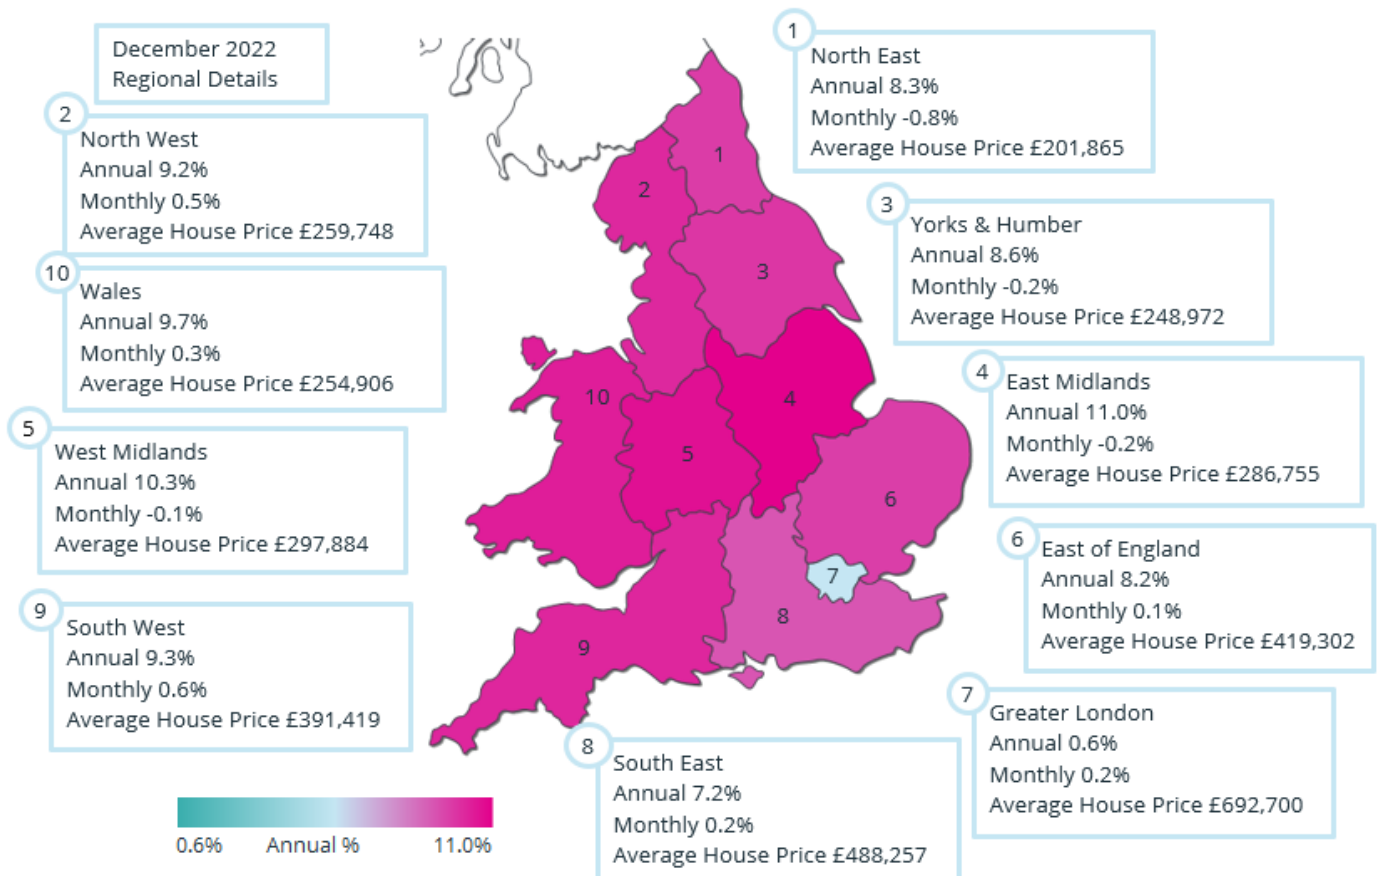 December 2022
Regional Details
1
North East
Annual 8.3%
Monthly -0.8%
Average House Price £201,865
2
North West
Annual 9.2%
Monthly 0.5%
Average House Price £259,748
3
Yorks & Humber
Annual 8.6%
Monthly -0.2%
Average House Price £248,972
10
Wales
Annual 9.7%
Monthly 0.3%
Average House Price £254,906
4
East Midlands
Annual 11.0%
Monthly -0.2%
Average House Price £286,755
5
West Midlands
Annual 10.3%
Monthly -0.1%
Average House Price £297,884
6
East of England
Annual 8.2%
Monthly 0.1%
Average House Price £419,302
9
South West
Annual 9.3%
Monthly 0.6%
Average House Price £391,419
7
Greater London
Annual 0.6%
Monthly 0.2%
Average House Price £692,700
8
South East
Annual 7.2%
Monthly 0.2%
Average House Price £488,257
1
2
3
10
4
5
6
7
8
9
0.6% Annual % 11.0%